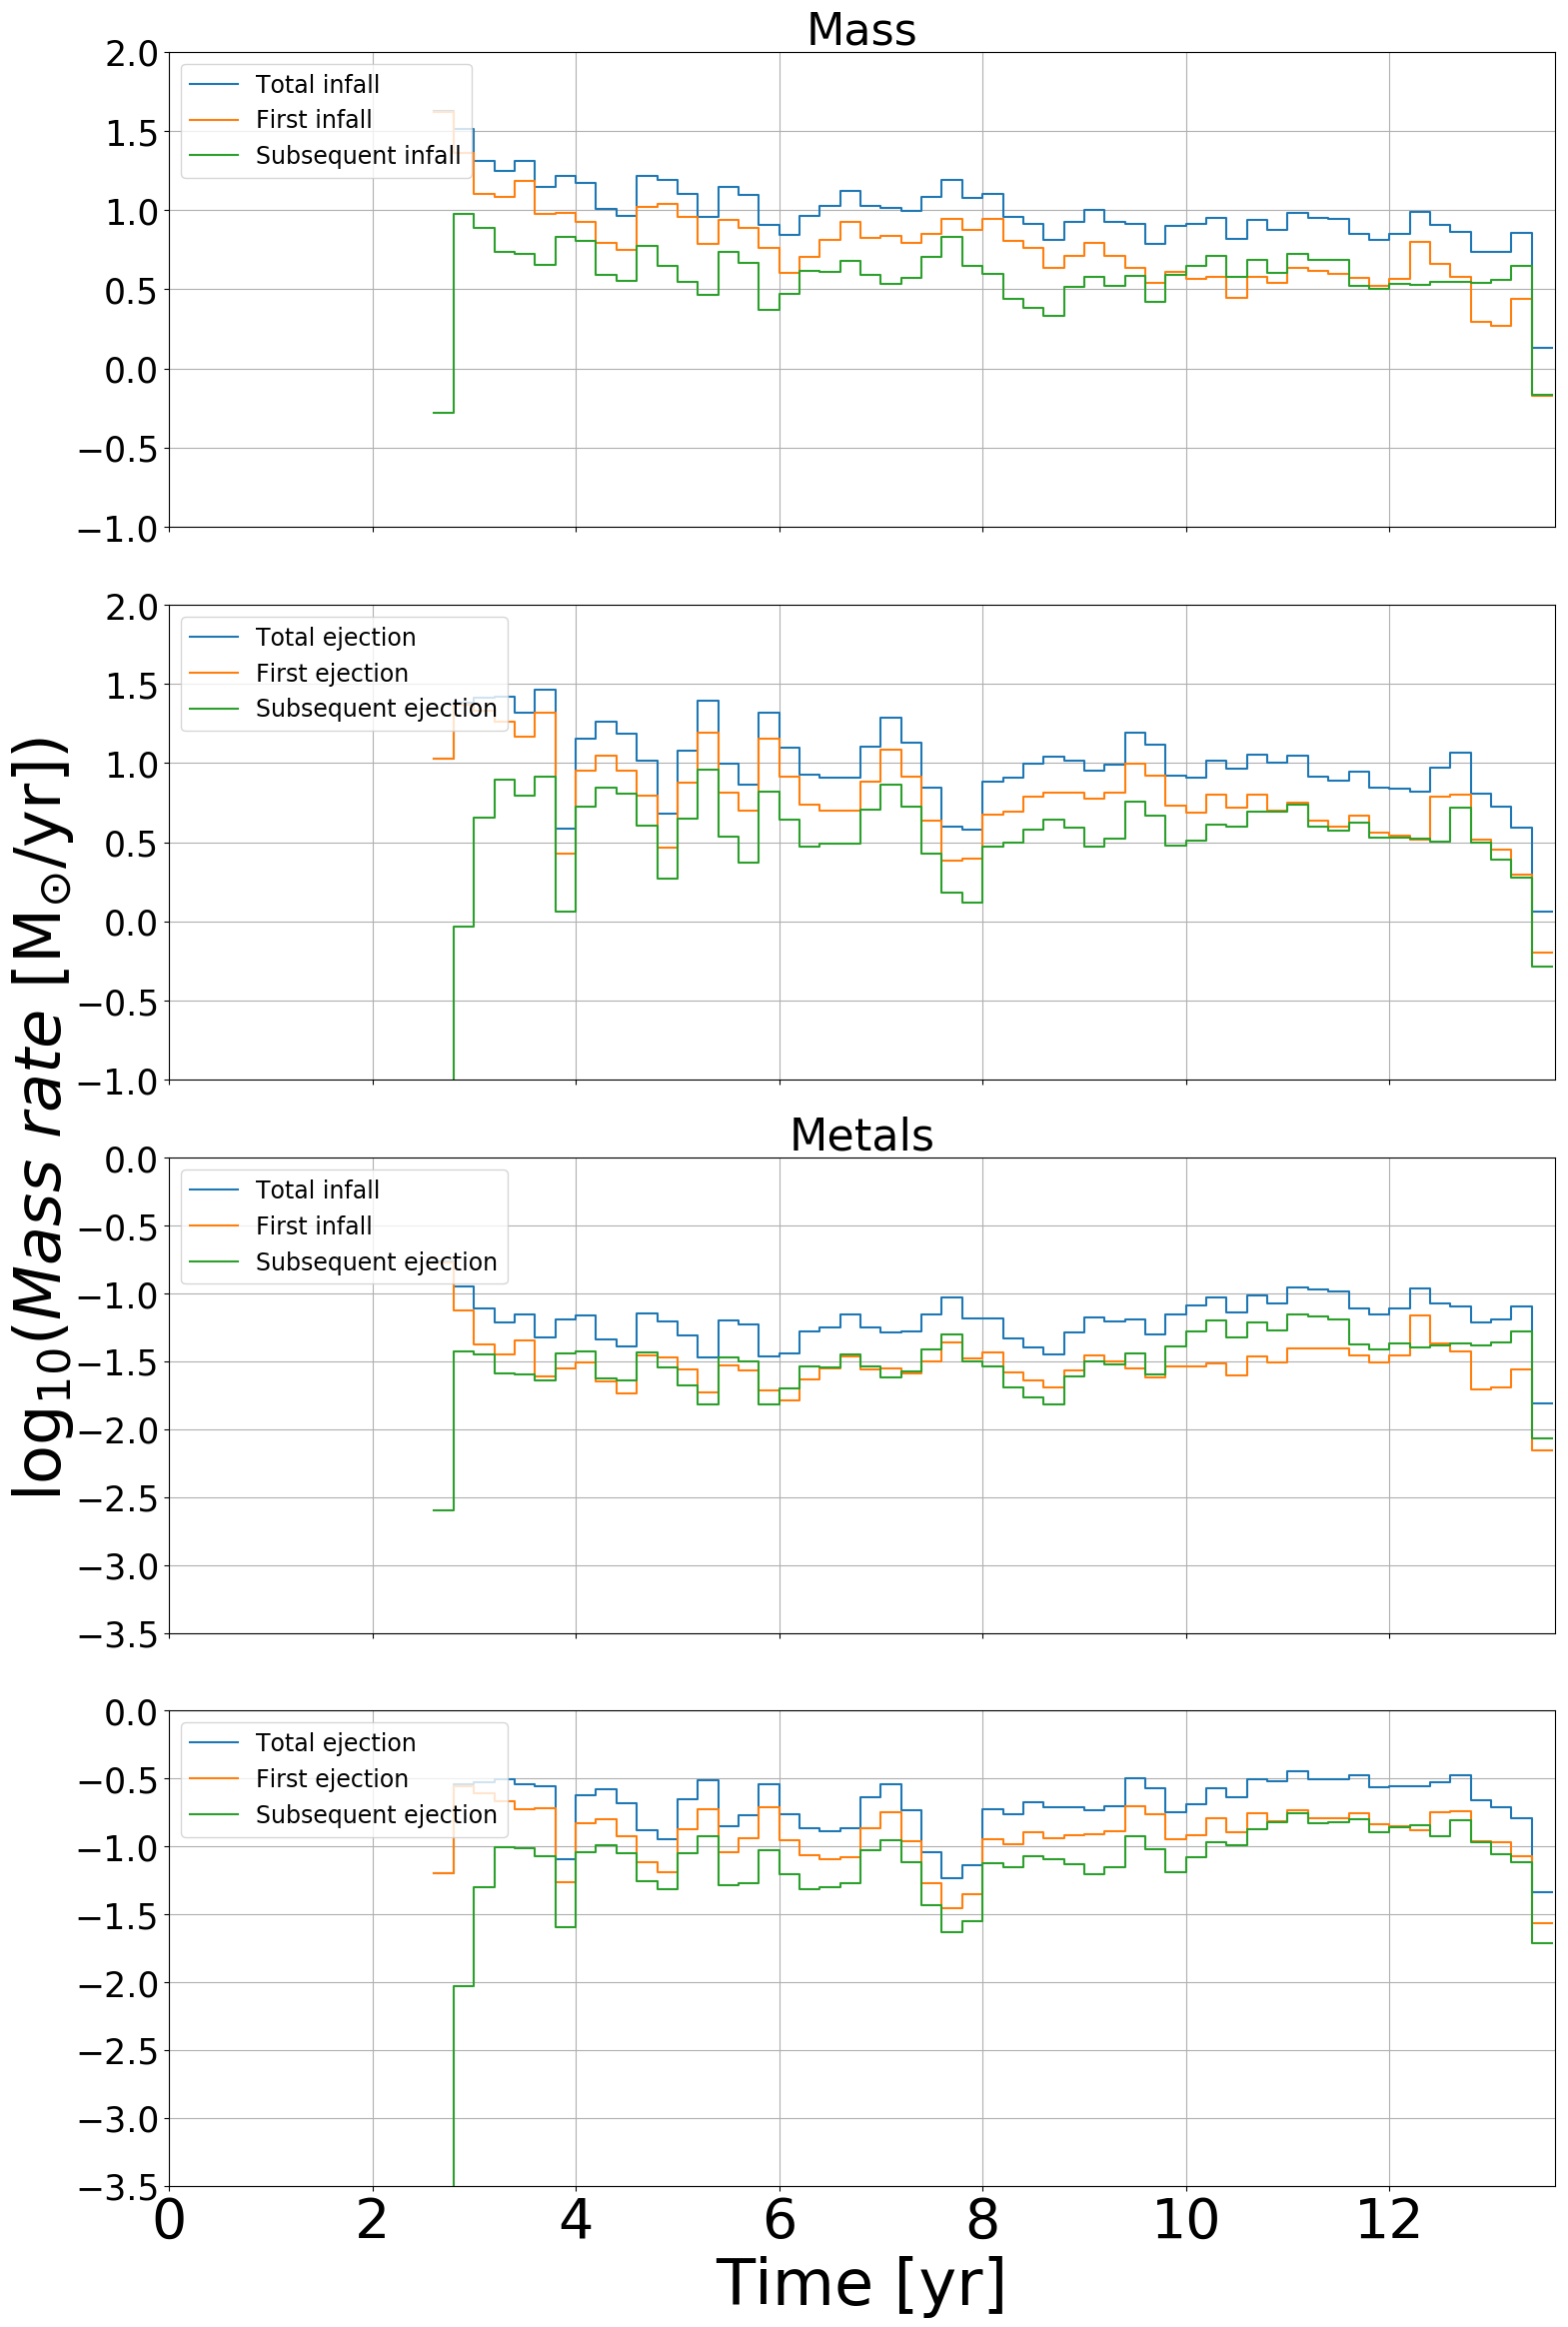 Mass
2.0
1.5
1.0
0.5
0.0
−0.5
−1.0
Total infall
First infall
Subsequent infall
2.0
1.5
1.0
0.5
0.0
−0.5
−1.0
Total ejection
First ejection
Subsequent ejection
log₁₀(Mass rate [M⊙/yr])
Metals
0.0
−0.5
−1.0
−1.5
−2.0
−2.5
−3.0
−3.5
Total infall
First infall
Subsequent ejection
0.0
−0.5
−1.0
−1.5
−2.0
−2.5
−3.0
−3.5
Total ejection
First ejection
Subsequent ejection
0 2 4 6 8 10 12
Time [yr]